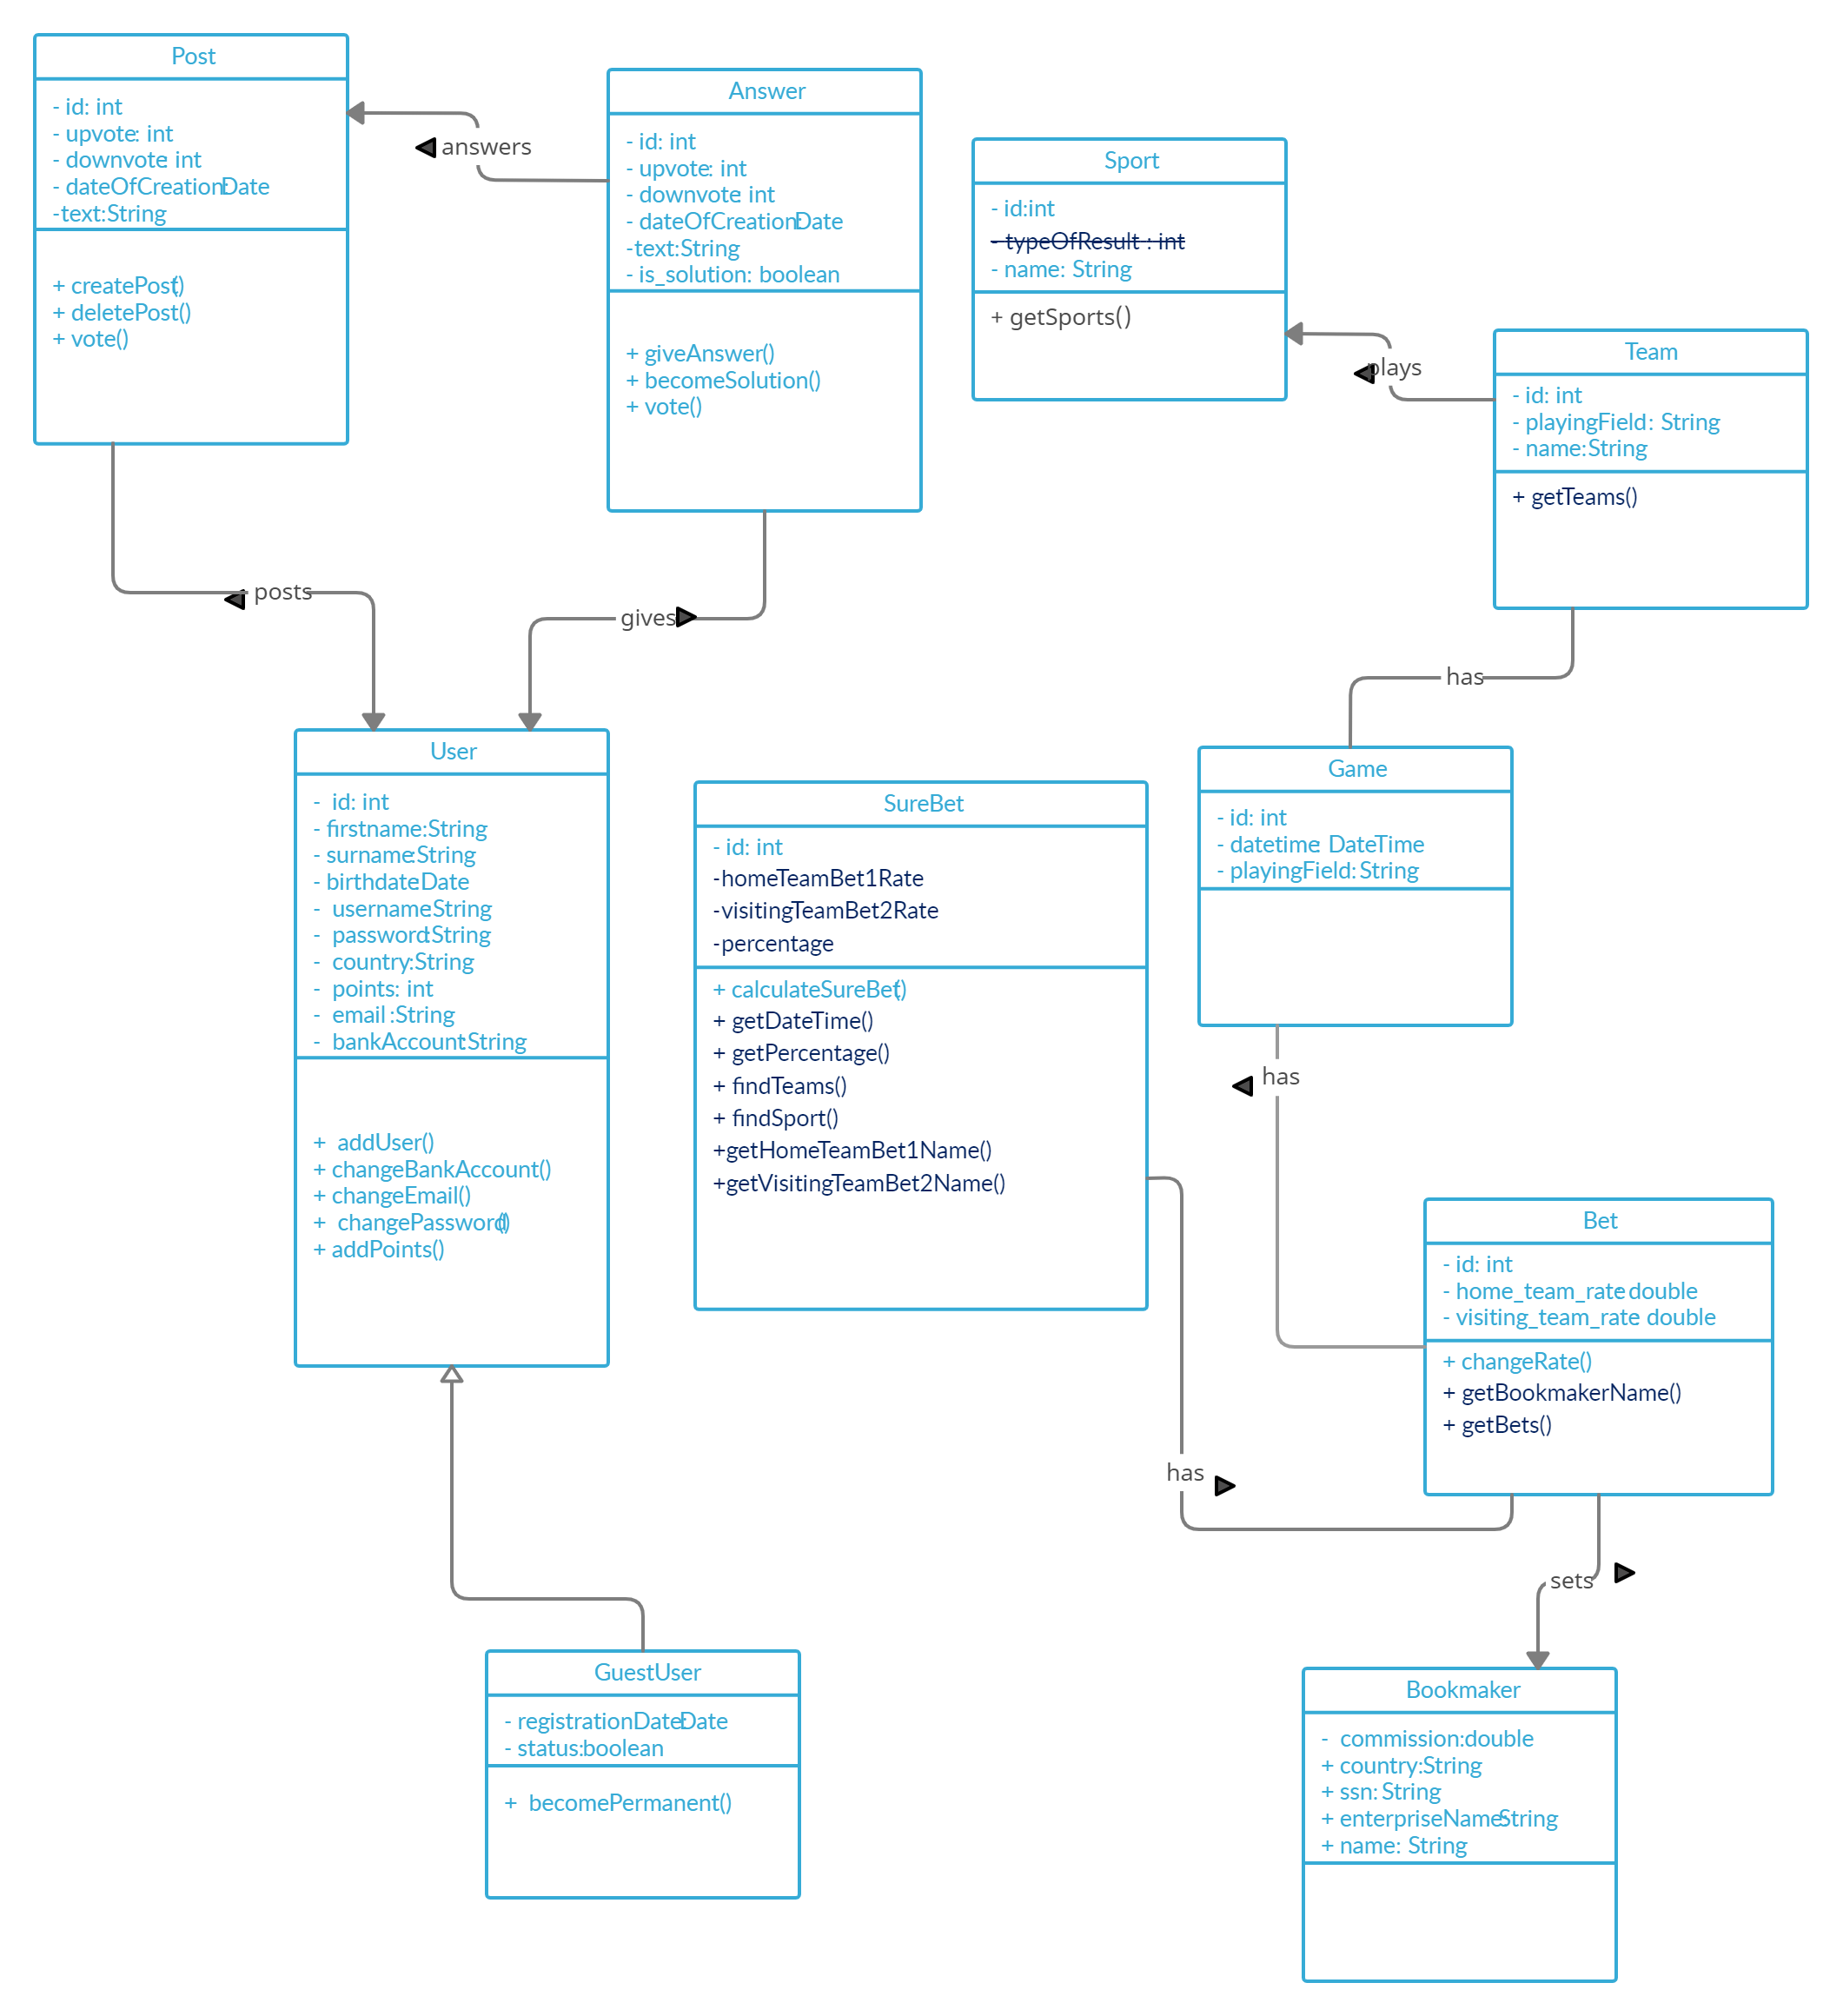 Post
- id: int
- upvote: int
- downvote: int
- dateOfCreation:Date
-text:String
+ createPost()
+ deletePost()
+ vote()
answers
Answer
- id: int
- upvote: int
- downvote: int
- dateOfCreation:Date
-text:String
- is_solution: boolean
+ giveAnswer()
+ becomeSolution()
+ vote()
Sport
- id:int
- typeOfResult : int
- name: String
+ getSports()
plays
Team
- id: int
- playingField: String
- name:String
+ getTeams()
posts
gives
has
User
- id: int
- firstname:String
- surname:String
- birthdate:Date
- username:String
- password:String
- country:String
- points: int
- email :String
- bankAccount:String
+ addUser()
+ changeBankAccount()
+ changeEmail()
+ changePassword()
+ addPoints()
SureBet
- id: int
-homeTeamBet1Rate
-visitingTeamBet2Rate
-percentage
+ calculateSureBet()
+ getDateTime()
+ getPercentage()
+ findTeams()
+ findSport()
+getHomeTeamBet1Name()
+getVisitingTeamBet2Name()
Game
- id: int
- datetime: DateTime
- playingField:String
has
Bet
- id: int
- home_team_rate: double
- visiting_team_rate double
+ changeRate()
+ getBookmakerName()
+ getBets()
has
sets
GuestUser
- registrationDate:Date
- status:boolean
+ becomePermanent()
Bookmaker
- commission:double
+ country:String
+ ssn: String
+ enterpriseName:String
+ name: String